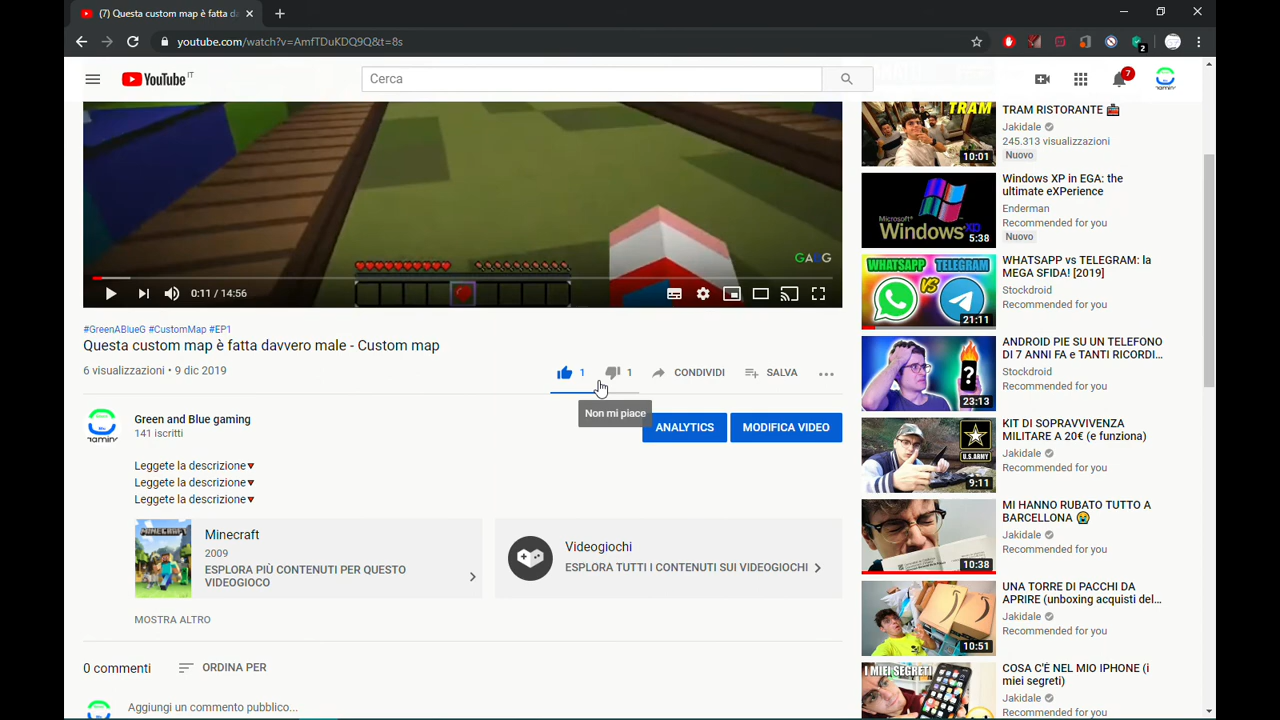 (7) Questa custom map è fatta da
youtube.com/watch?v=AmfTDuKDQ9Q&t=8s
2
YouTube IT
Cerca
7
GABG
0:11 / 14:56
#GreenABlueG #CustomMap #EP1
Questa custom map è fatta davvero male - Custom map
6 visualizzazioni • 9 dic 2019
1
1
CONDIVIDI
SALVA
Non mi piace
Green and Blue gaming
141 iscritti
ANALYTICS
MODIFICA VIDEO
Leggete la descrizione
Leggete la descrizione
Leggete la descrizione
MINECRAFT
Minecraft
2009
ESPLORA PIÙ CONTENUTI PER QUESTO
VIDEOGIOCO
Videogiochi
ESPLORA TUTTI I CONTENUTI SUI VIDEOGIOCHI
MOSTRA ALTRO
0 commenti
ORDINA PER
Aggiungi un commento pubblico...
TRAM
10:01
TRAM RISTORANTE
Jakidale
245.313 visualizzazioni
Nuovo
Microsoft
Windows xp
5:38
Windows XP in EGA: the
ultimate eXPerience
Enderman
Recommended for you
Nuovo
WHATSAPP VS TELEGRAM
21:11
WHATSAPP vs TELEGRAM: la
MEGA SFIDA! [2019]
Stockdroid
Recommended for you
?
23:13
ANDROID PIE SU UN TELEFONO
DI 7 ANNI FA e TANTI RICORDI...
Stockdroid
Recommended for you
U.S.ARMY
9:11
KIT DI SOPRAVVIVENZA
MILITARE A 20€ (e funziona)
Jakidale
Recommended for you
10:38
MI HANNO RUBATO TUTTO A
BARCELLONA
Jakidale
Recommended for you
10:51
UNA TORRE DI PACCHI DA
APRIRE (unboxing acquisti del...
Jakidale
Recommended for you
I MIEI SEGRETI
COSA C'È NEL MIO IPHONE (i
miei segreti)
Jakidale
Recommended for you